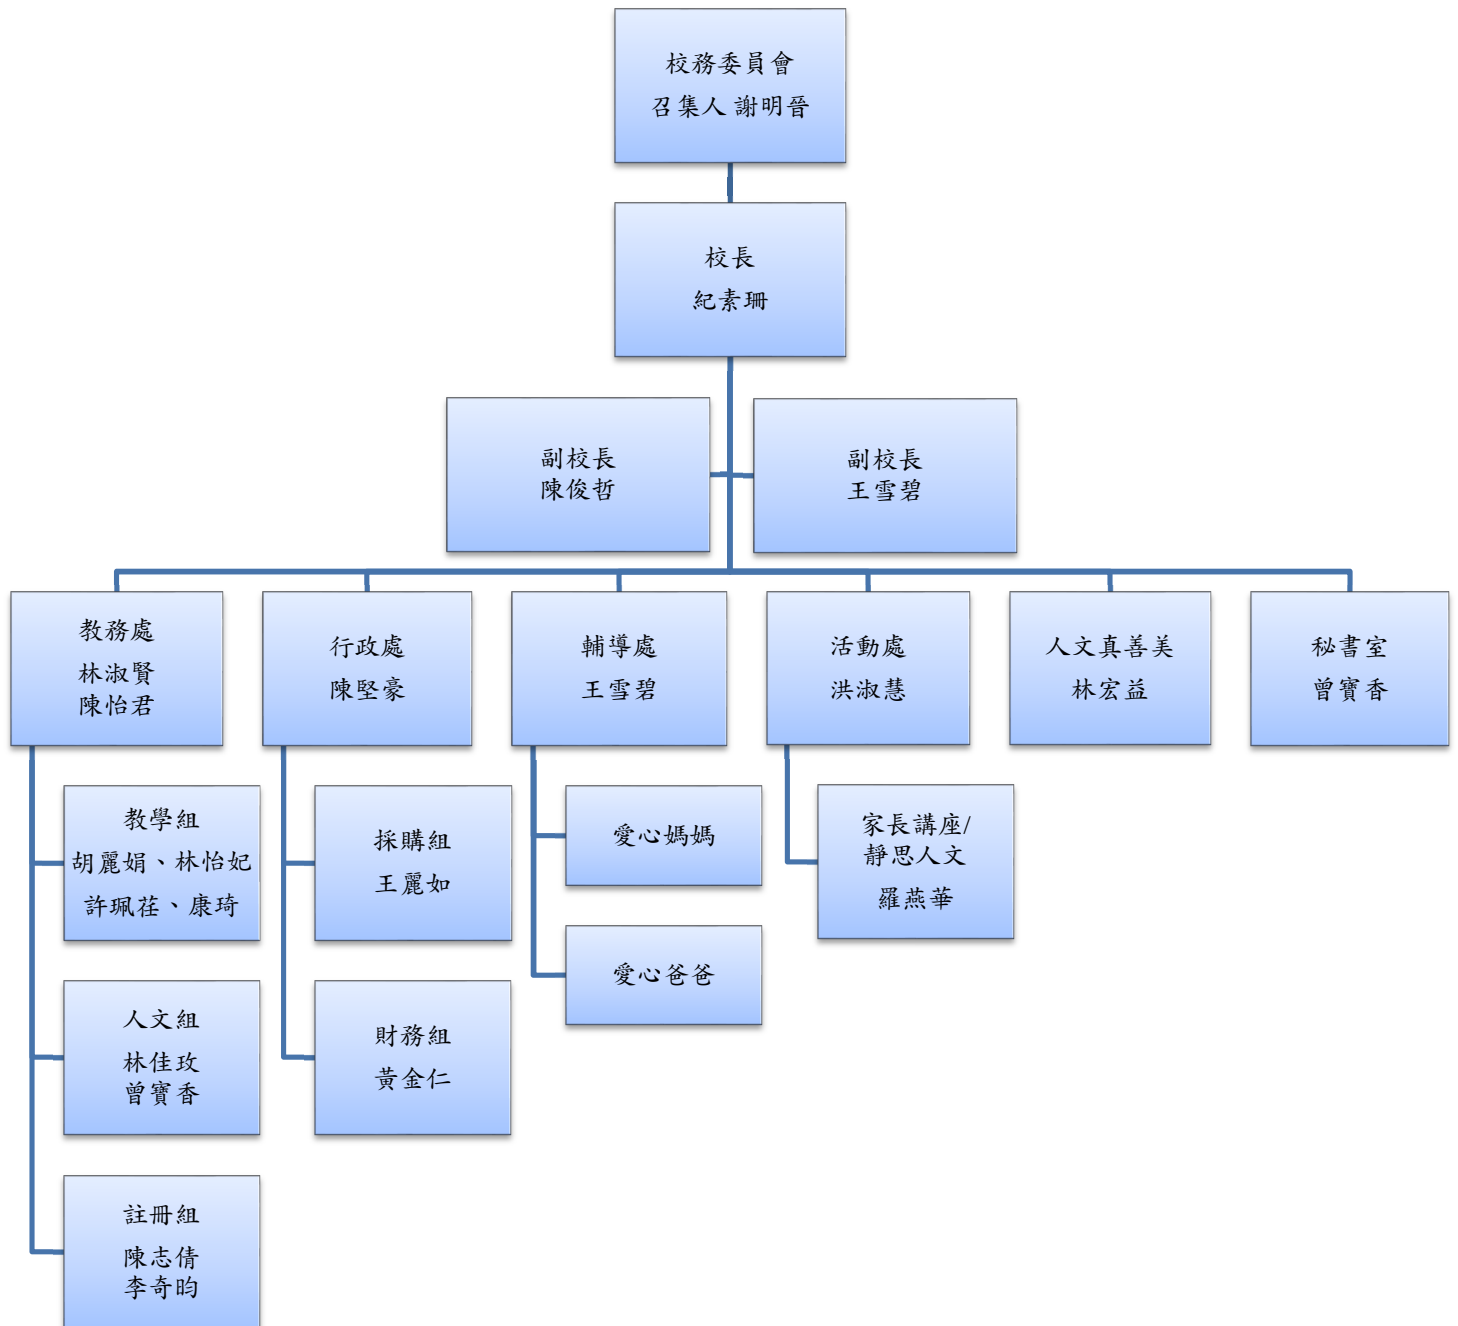 校務委員會
召集人 謝明晉
校長
紀素珊
副校長
陳俊哲
副校長
王雪碧
教務處
林淑賢
陳怡君
行政處
陳堅豪
輔導處
王雪碧
活動處
洪淑慧
人文真善美
林宏益
秘書室
曾寶香
教學組
胡麗娟、林怡妃
許珮荏、康琦
人文組
林佳玫
曾寶香
註冊組
陳志倩
李奇昀
採購組
王麗如
財務組
黃金仁
愛心媽媽
愛心爸爸
家長講座/
靜思人文
羅燕華